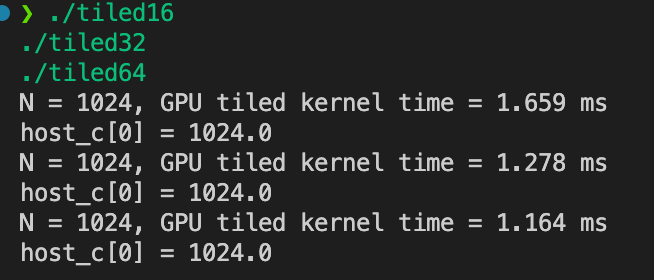 ❯ ./tiled16
./tiled32
./tiled64
N = 1024, GPU tiled kernel time = 1.659 ms
host_c[0] = 1024.0
N = 1024, GPU tiled kernel time = 1.278 ms
host_c[0] = 1024.0
N = 1024, GPU tiled kernel time = 1.164 ms
host_c[0] = 1024.0